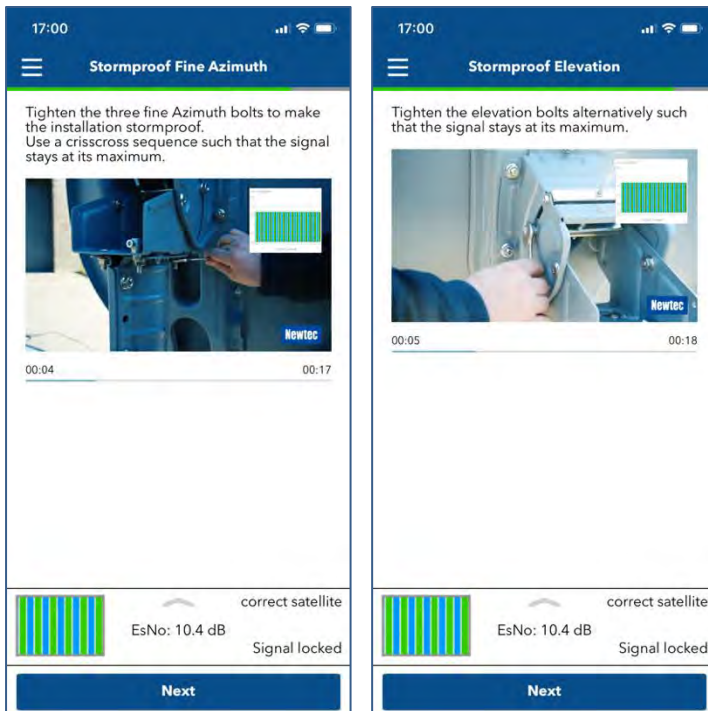 17:00
Stormproof Fine Azimuth
Tighten the three fine Azimuth bolts to make
the installation stormproof.
Use a crisscross sequence such that the signal
stays at its maximum.
Newtec
00:04
00:17
correct satellite
EsNo: 10.4 dB
Signal locked
Next
17:00
Stormproof Elevation
Tighten the elevation bolts alternatively such
that the signal stays at its maximum.
Newtec
00:05
00:18
correct satellite
EsNo: 10.4 dB
Signal locked
Next